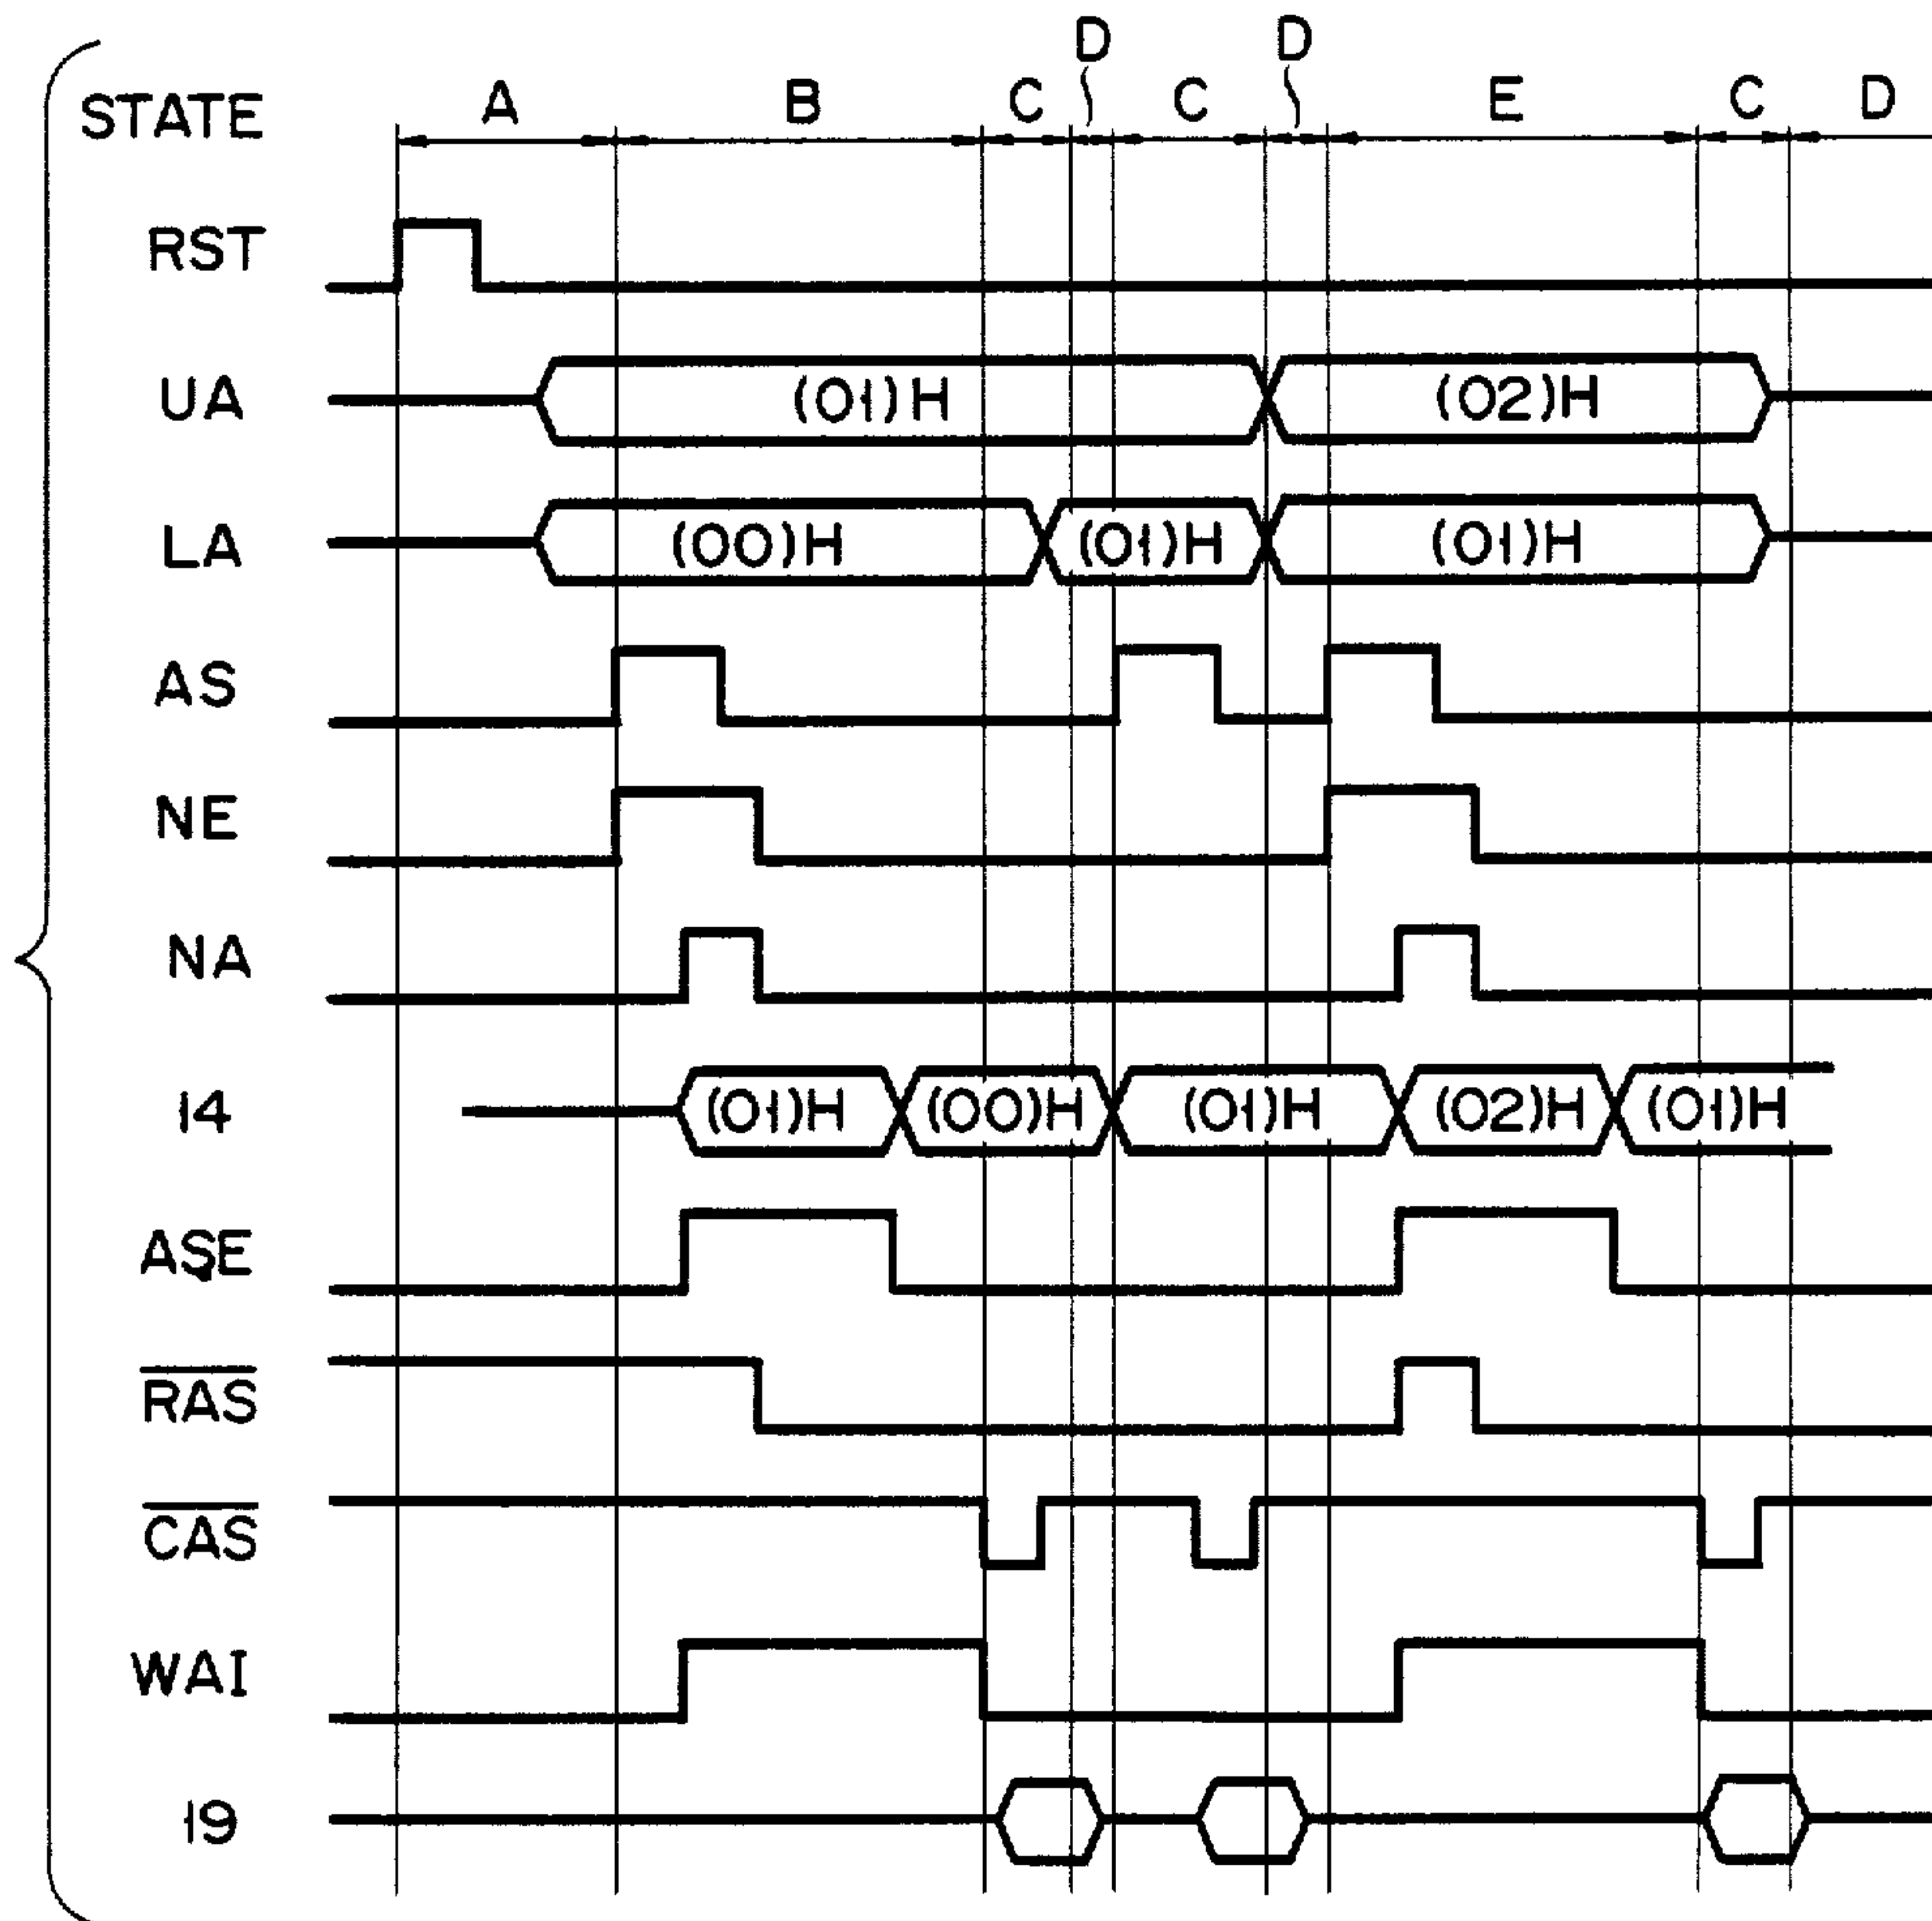 D D
STATE A B C C E C D
RST
UA (01)H (02)H
LA (00)H (01)H (01)H
AS
NE
NA
14 (01)H (00)H (01)H (02)H (01)H
ASE
RAS
CAS
WAI
19